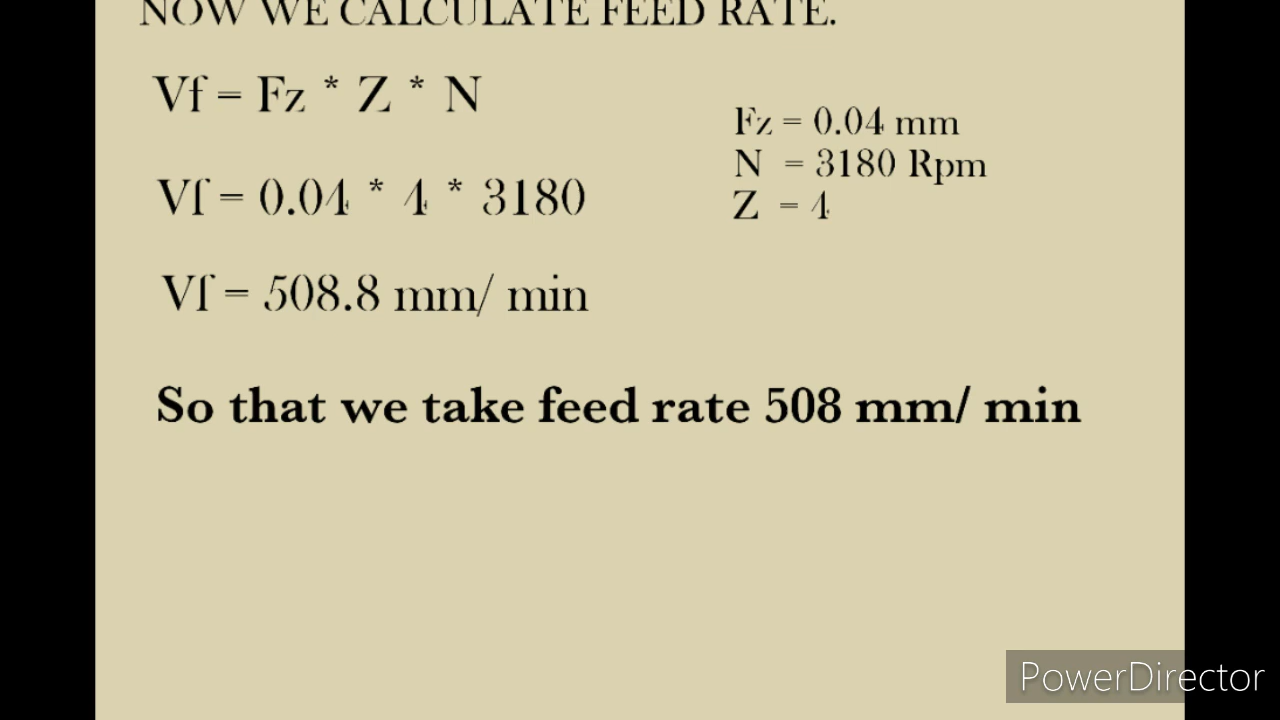 NOW WE CALCULATE FEED RATE.
Vf = Fz * Z * N
Fz = 0.04 mm
N = 3180 Rpm
Z = 4
Vf = 0.04 * 4 * 3180
Vf = 508.8 mm/ min
So that we take feed rate 508 mm/ min
PowerDirector